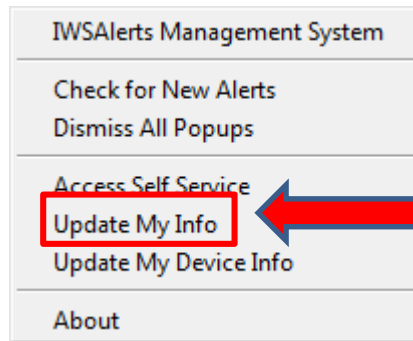 IWSAlerts Management System
Check for New Alerts
Dismiss All Popups
Access Self Service
Update My Info
Update My Device Info
About